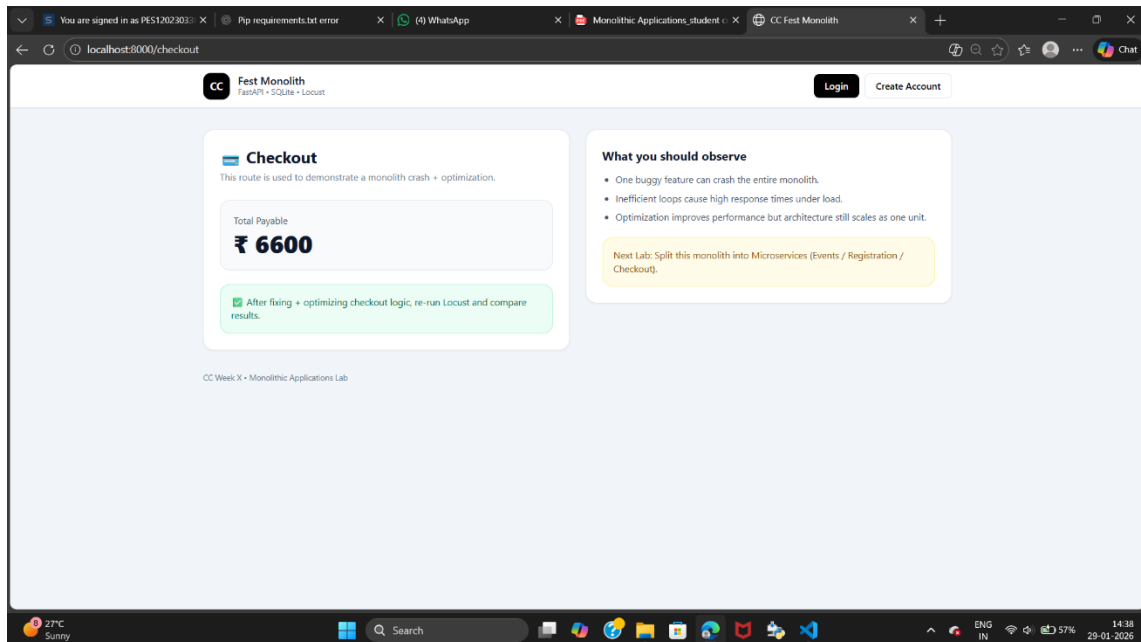 You are signed in as PES12023033
Pip requirements.txt error
(4) WhatsApp
Monolithic Applications_student c
CC Fest Monolith
localhost:8000/checkout
Chat
CC
Fest Monolith
FastAPI • SQLite • Locust
Login
Create Account
Checkout
This route is used to demonstrate a monolith crash + optimization.
Total Payable
₹ 6600
After fixing + optimizing checkout logic, re-run Locust and compare
results.
What you should observe
• One buggy feature can crash the entire monolith.
• Inefficient loops cause high response times under load.
• Optimization improves performance but architecture still scales as one unit.
Next Lab: Split this monolith into Microservices (Events / Registration /
Checkout).
CC Week X • Monolithic Applications Lab
8
27°C
Sunny
Search
ENG
IN
57%
14:38
29-01-2026